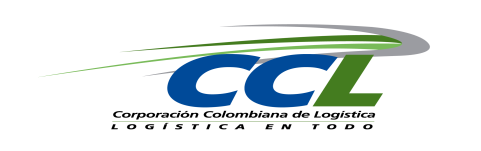 CCL
Corporación Colombiana de Logística
LOGÍSTICA EN TODO